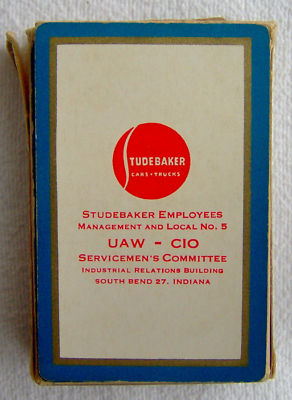 STUDEBAKER
CARS • TRUCKS
STUDEBAKER EMPLOYEES
MANAGEMENT AND LOCAL NO. 5
UAW - CIO
SERVICEMEN'S COMMITTEE
INDUSTRIAL RELATIONS BUILDING
SOUTH BEND 27, INDIANA